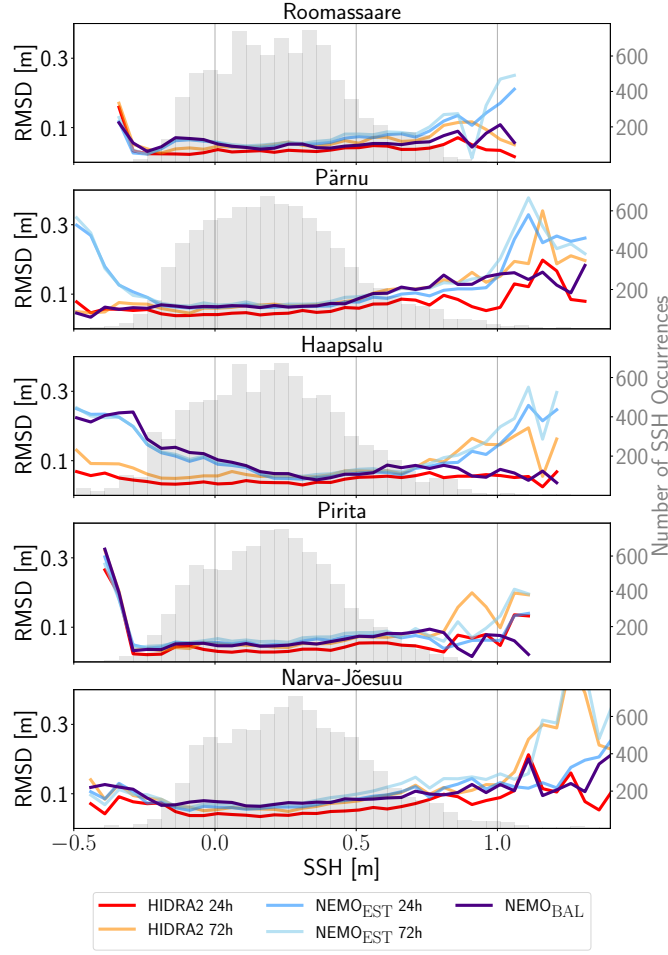 Roomassaare
RMSD [m]
0.3
0.1
600
400
200
Pärnu
RMSD [m]
0.3
0.1
600
400
200
Haapsalu
RMSD [m]
0.3
0.1
600
400
200
Number of SSH Occurrences
Pirita
RMSD [m]
0.3
0.1
600
400
200
Narva-Jõesuu
RMSD [m]
0.3
0.1
600
400
200
−0.5 0.0 0.5 1.0
SSH [m]
HIDRA2 24h NEMO_EST 24h NEMO_BAL
HIDRA2 72h NEMO_EST 72h